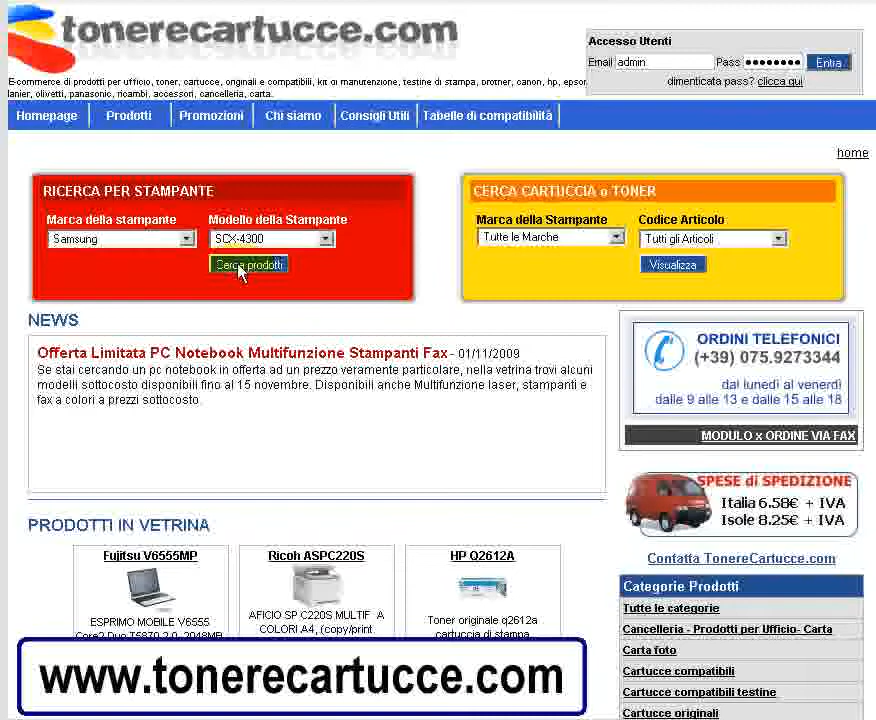 tonerecartucce.com
Accesso Utenti
Email admin Pass ●●●●●●●● Entra
dimenticata pass? clicca qui
E-commerce di prodotti per ufficio, toner, cartucce, originali e compatibili, kit di manutenzione, testine di stampa, brother, canon, hp, epson
lanier, olivetti, panasonic, ricambi, accessori, cancelleria, carta.
Homepage Prodotti Promozioni Chi siamo Consigli Utili Tabelle di compatibilità
home
RICERCA PER STAMPANTE
Marca della stampante Modello della Stampante
Samsung SCX-4300
Cerca prodotti
CERCA CARTUCCIA o TONER
Marca della Stampante Codice Articolo
Tutte le Marche Tutti gli Articoli
Visualizza
NEWS
Offerta Limitata PC Notebook Multifunzione Stampanti Fax - 01/11/2009
Se stai cercando un pc notebook in offerta ad un prezzo veramente particolare, nella vetrina trovi alcuni
modelli sottocosto disponibili fino al 15 novembre. Disponibili anche Multifunzione laser, stampanti e
fax a colori a prezzi sottocosto.
ORDINI TELEFONICI
(+39) 075.9273344
dal lunedì al venerdì
dalle 9 alle 13 e dalle 15 alle 18
MODULO x ORDINE VIA FAX
SPESE di SPEDIZIONE
Italia 6.58€ + IVA
Isole 8.25€ + IVA
Contatta TonereCartucce.com
PRODOTTI IN VETRINA
Fujitsu V6555MP
ESPRIMO MOBILE V6555
Core2 Duo T5870 2.0, 2048MB
Ricoh ASPC220S
AFICIO SP C220S MULTIF A
COLORI A4, (copy/print
HP Q2612A
Toner originale q2612a
cartuccia di stampa
Categorie Prodotti
Tutte le categorie
Cancelleria - Prodotti per Ufficio- Carta
Carta foto
Cartucce compatibili
Cartucce compatibili testine
Cartucce originali
www.tonerecartucce.com